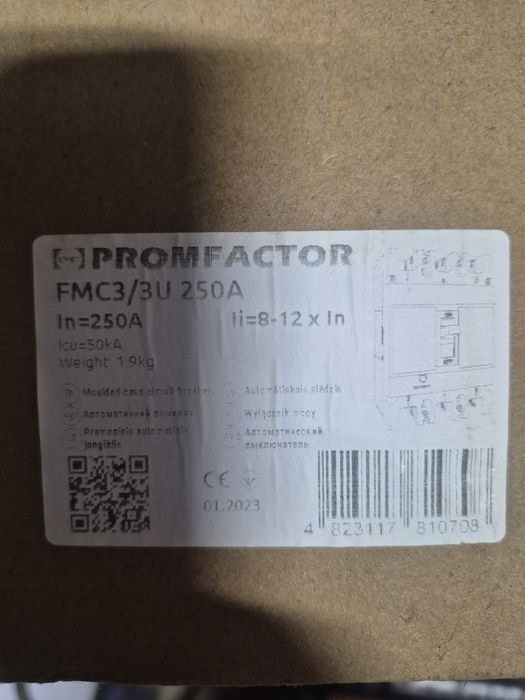 PROMFACTOR
FMC3/3U 250A
In=250A
Ii=8-12 x In
Icu=50kA
Weight: 1,9kg
Moulded case circuit breaker
Automātiskais slēdzis
Автоматичний вимикач
Wyłącznik mocy
Pramoninis automatinis
jungiklis
Автоматический
выключатель
CE
01.2023
4 823117 810708